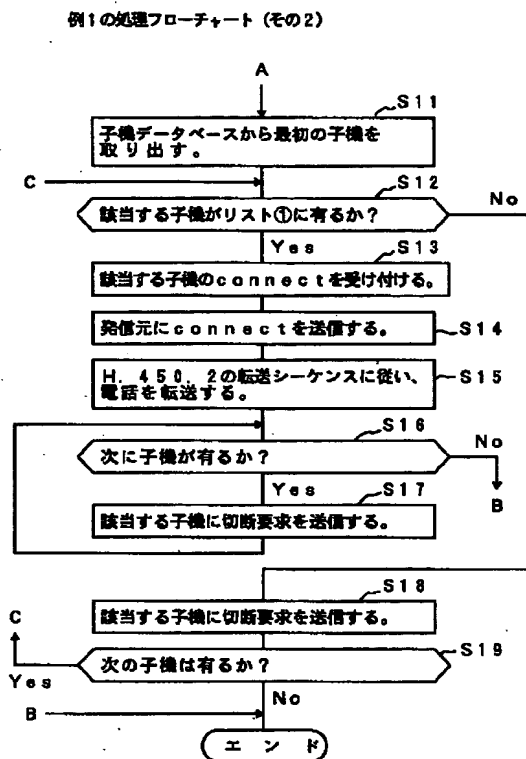 例1の処理フローチャート (その2)
A
S11
子機データベースから最初の子機を
取り出す。
C
S12
該当する子機がリスト①に有るか?
No
Yes
S13
該当する子機のconnectを受け付ける。
発信元にconnectを送信する。
S14
H. 450. 2の転送シーケンスに従い、
電話を転送する。
S15
S16
次に子機が有るか?
No
Yes
S17
B
該当する子機に切断要求を送信する。
S18
該当する子機に切断要求を送信する。
C
S19
次の子機は有るか?
Yes
No
B
エンド